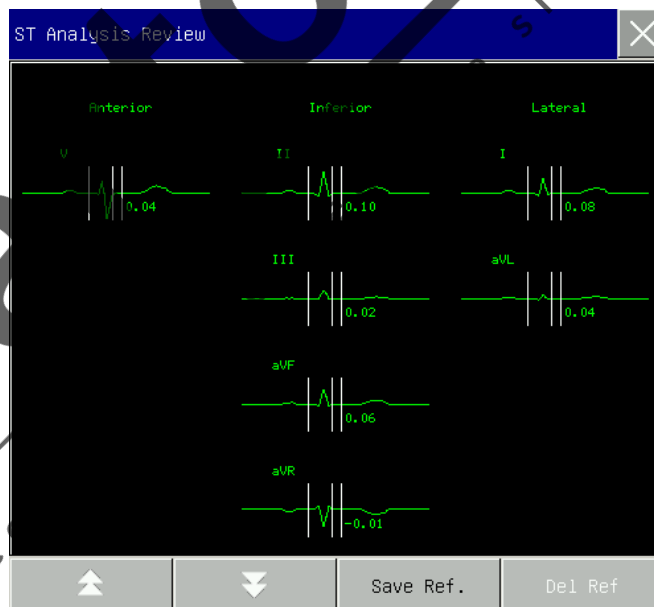 ST Analysis Review
Anterior
Inferior
Lateral
V
II
I
0.04
0.10
0.08
III
aVL
0.02
0.04
aVF
0.06
aVR
-0.01
Save Ref.
Del Ref